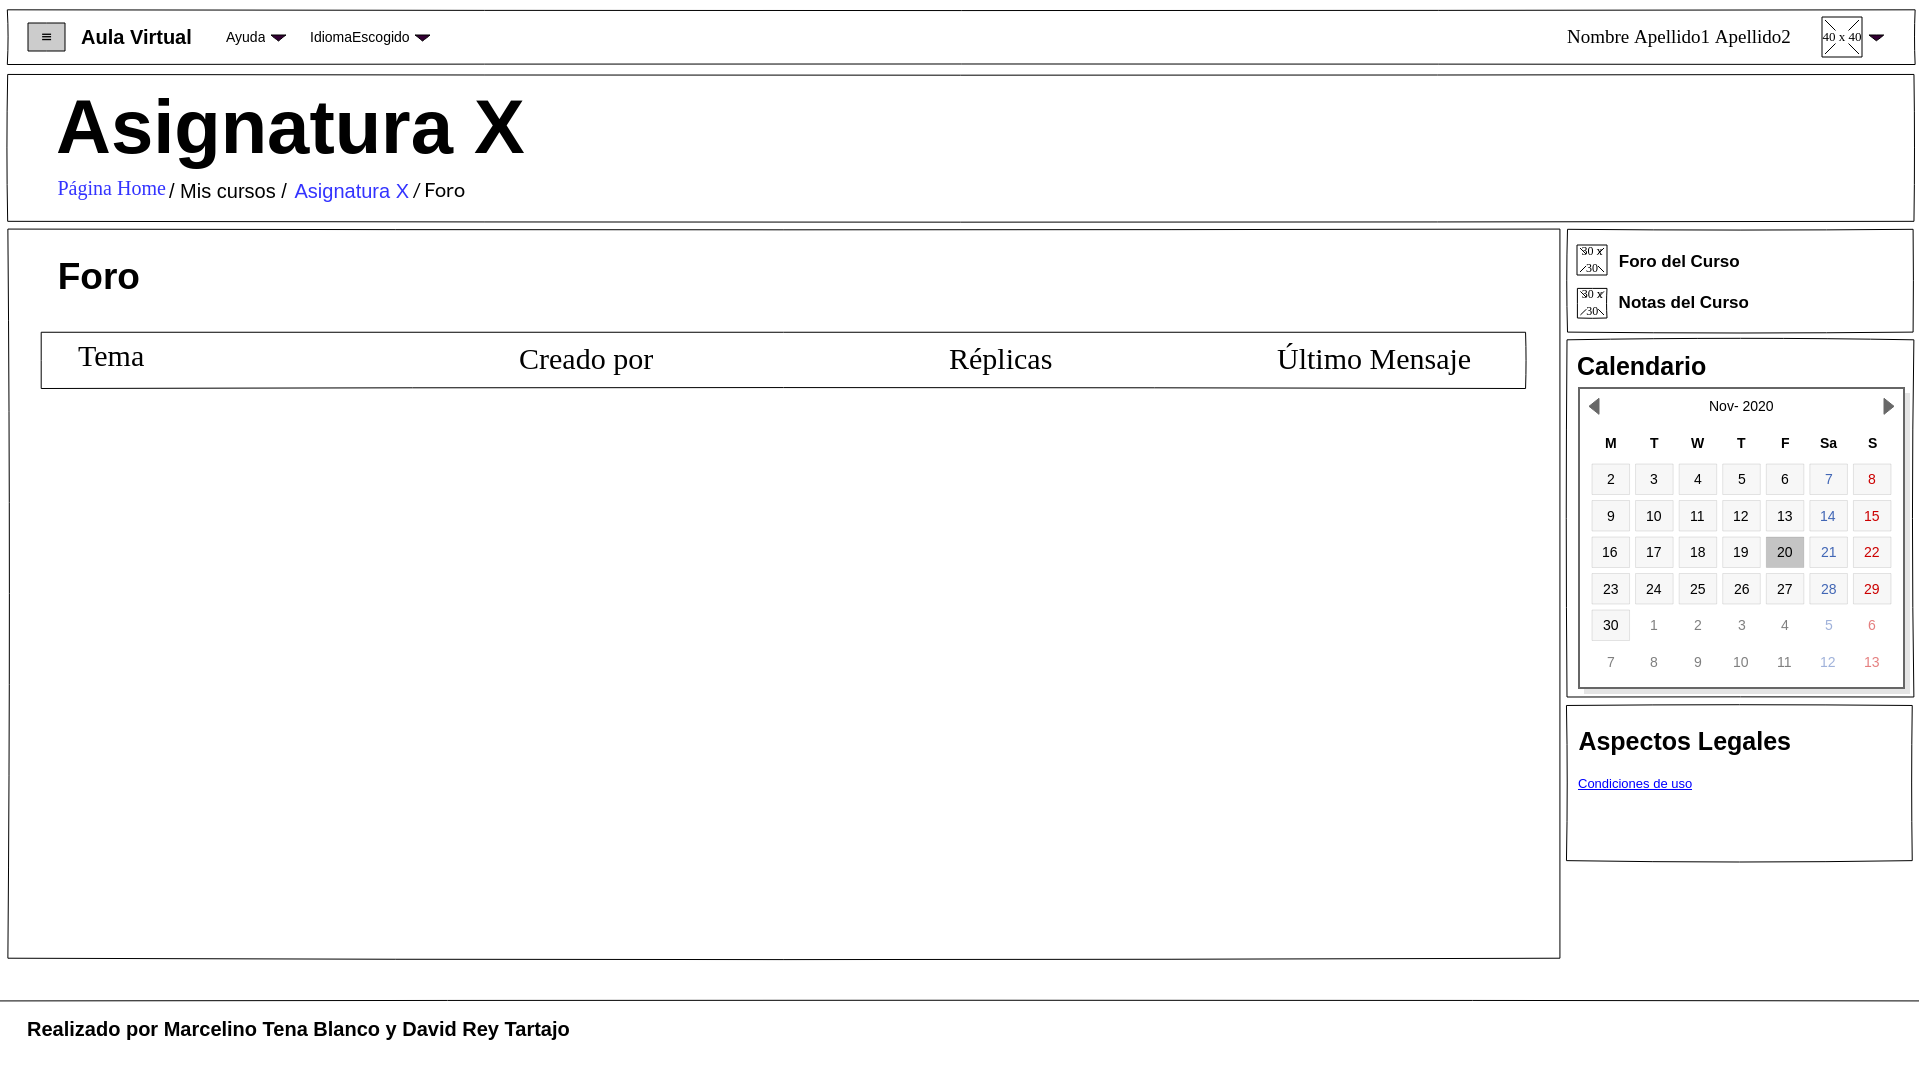 ≡ Aula Virtual Ayuda IdiomaEscogido Nombre Apellido1 Apellido2 40 x 40
Asignatura X
Página Home / Mis cursos / Asignatura X / Foro
Foro
Tema Creado por Réplicas Último Mensaje
30 x 30 Foro del Curso
30 x 30 Notas del Curso
Calendario
Nov- 2020
M T W T F Sa S
2 3 4 5 6 7 8
9 10 11 12 13 14 15
16 17 18 19 20 21 22
23 24 25 26 27 28 29
30 1 2 3 4 5 6
7 8 9 10 11 12 13
Aspectos Legales
Condiciones de uso
Realizado por Marcelino Tena Blanco y David Rey Tartajo